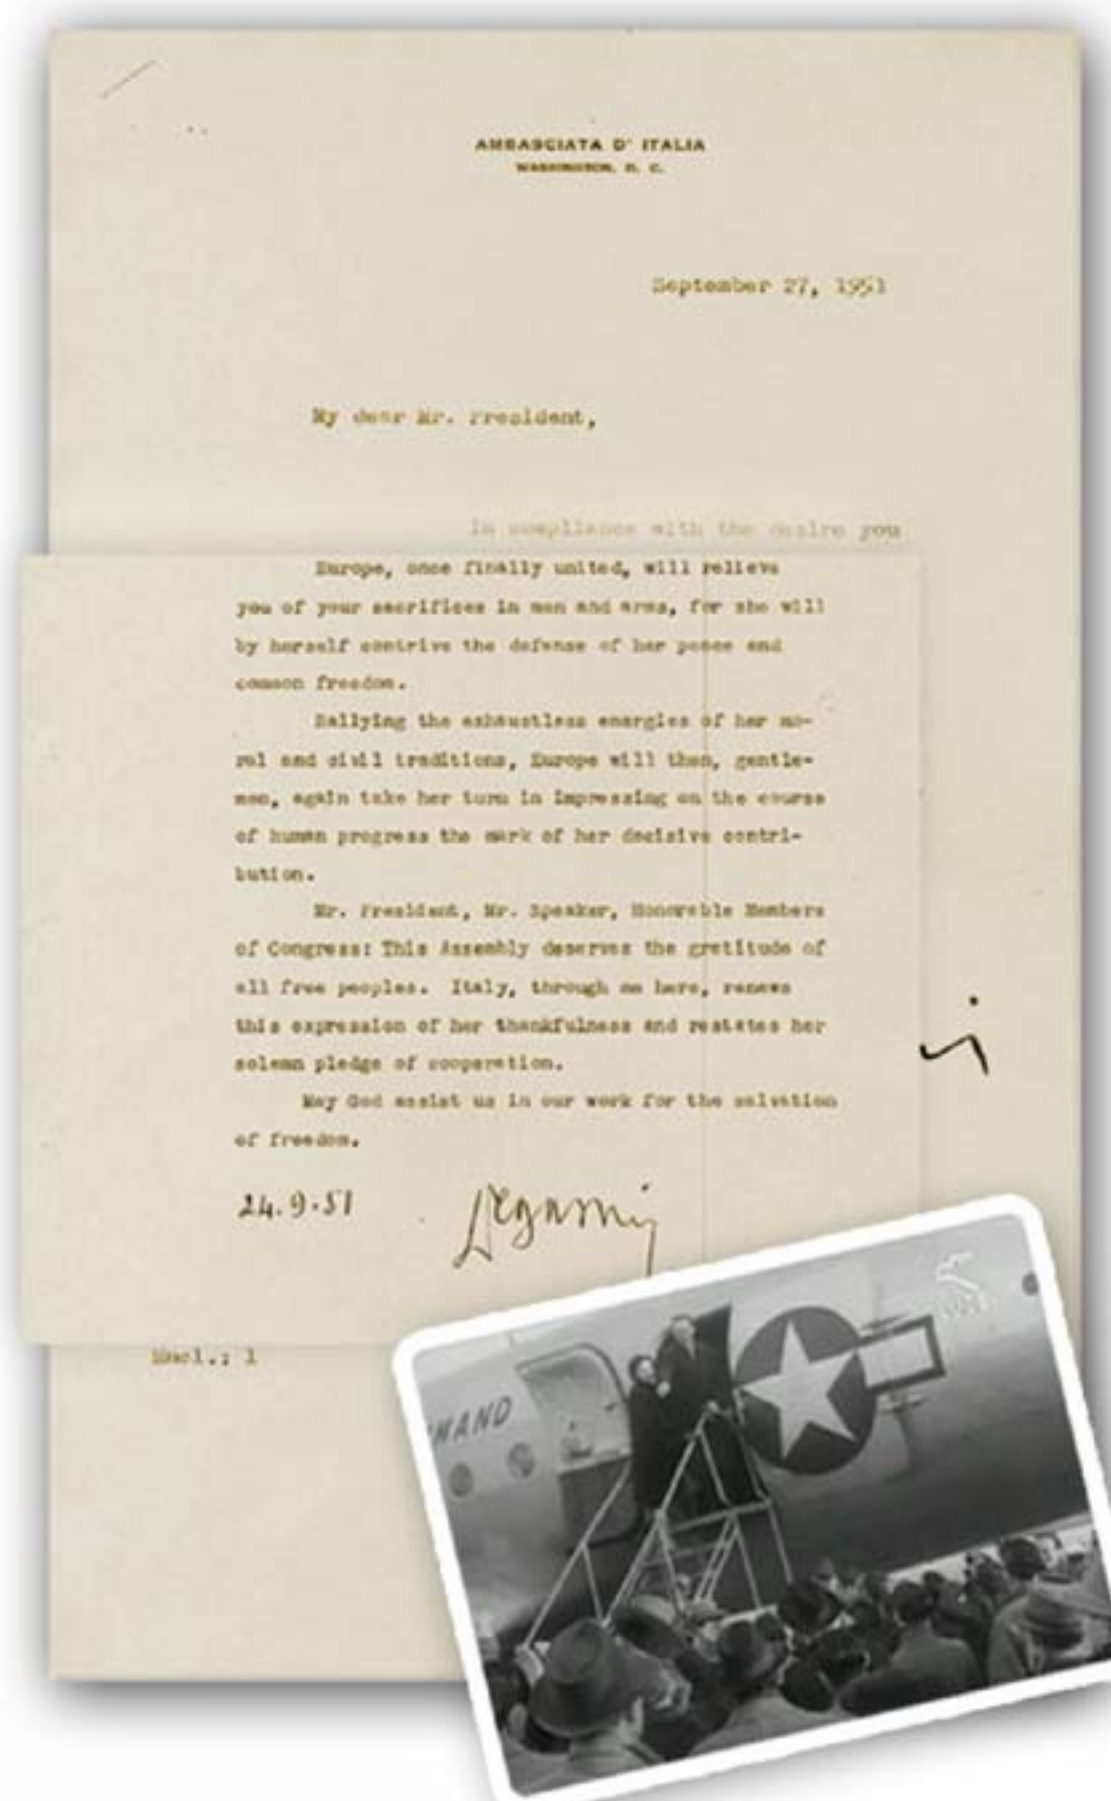 AMBASCIATA D' ITALIA
WASHINGTON, D. C.
September 27, 1951
My dear Mr. President,
in compliance with the desire you
Europe, once finally united, will relieve
you of your sacrifices in men and arms, for she will
by herself contrive the defense of her peace and
common freedom.
Rallying the exhaustless energies of her mo-
ral and civil traditions, Europe will then, gentle-
men, again take her turn in impressing on the course
of human progress the mark of her decisive contri-
bution.
Mr. President, Mr. Speaker, Honorable Members
of Congress: This Assembly deserves the gratitude of
all free peoples. Italy, through me here, renews
this expression of her thankfulness and restates her
solemn pledge of cooperation.
May God assist us in our work for the salvation
of freedom.
24.9.51
Degasperi
Encl.: 1
MAND